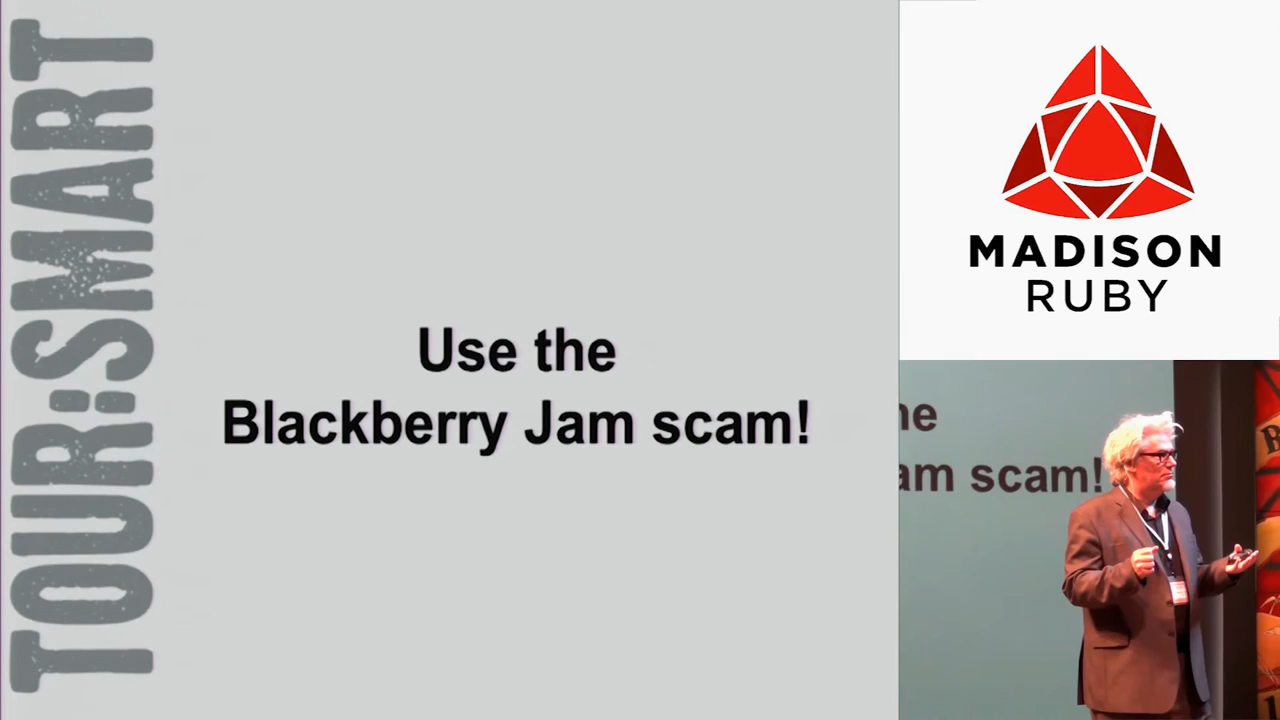 TOUR:SMART
Use the
Blackberry Jam scam!
MADISON
RUBY
he
am scam!